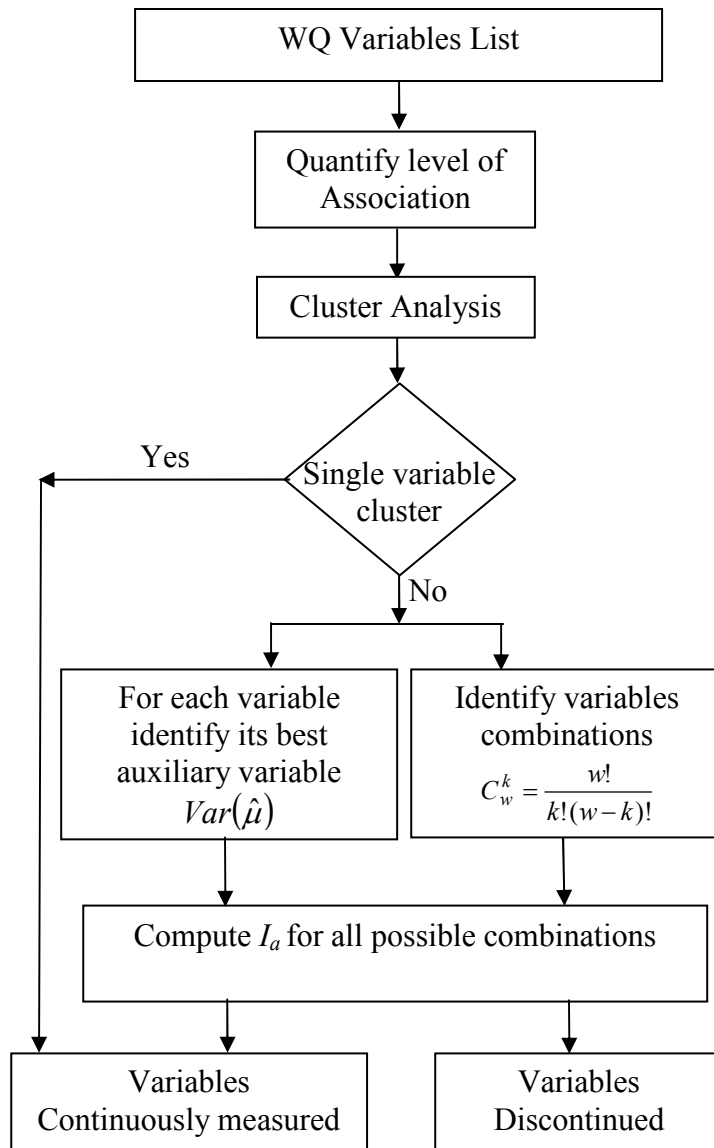 WQ Variables List
Quantify level of
Association
Cluster Analysis
Yes
Single variable
cluster
No
For each variable
identify its best
auxiliary variable
Var(μ̂)
Identify variables
combinations
C_w^k = w! / k!(w − k)!
Compute I_a for all possible combinations
Variables
Continuously measured
Variables
Discontinued